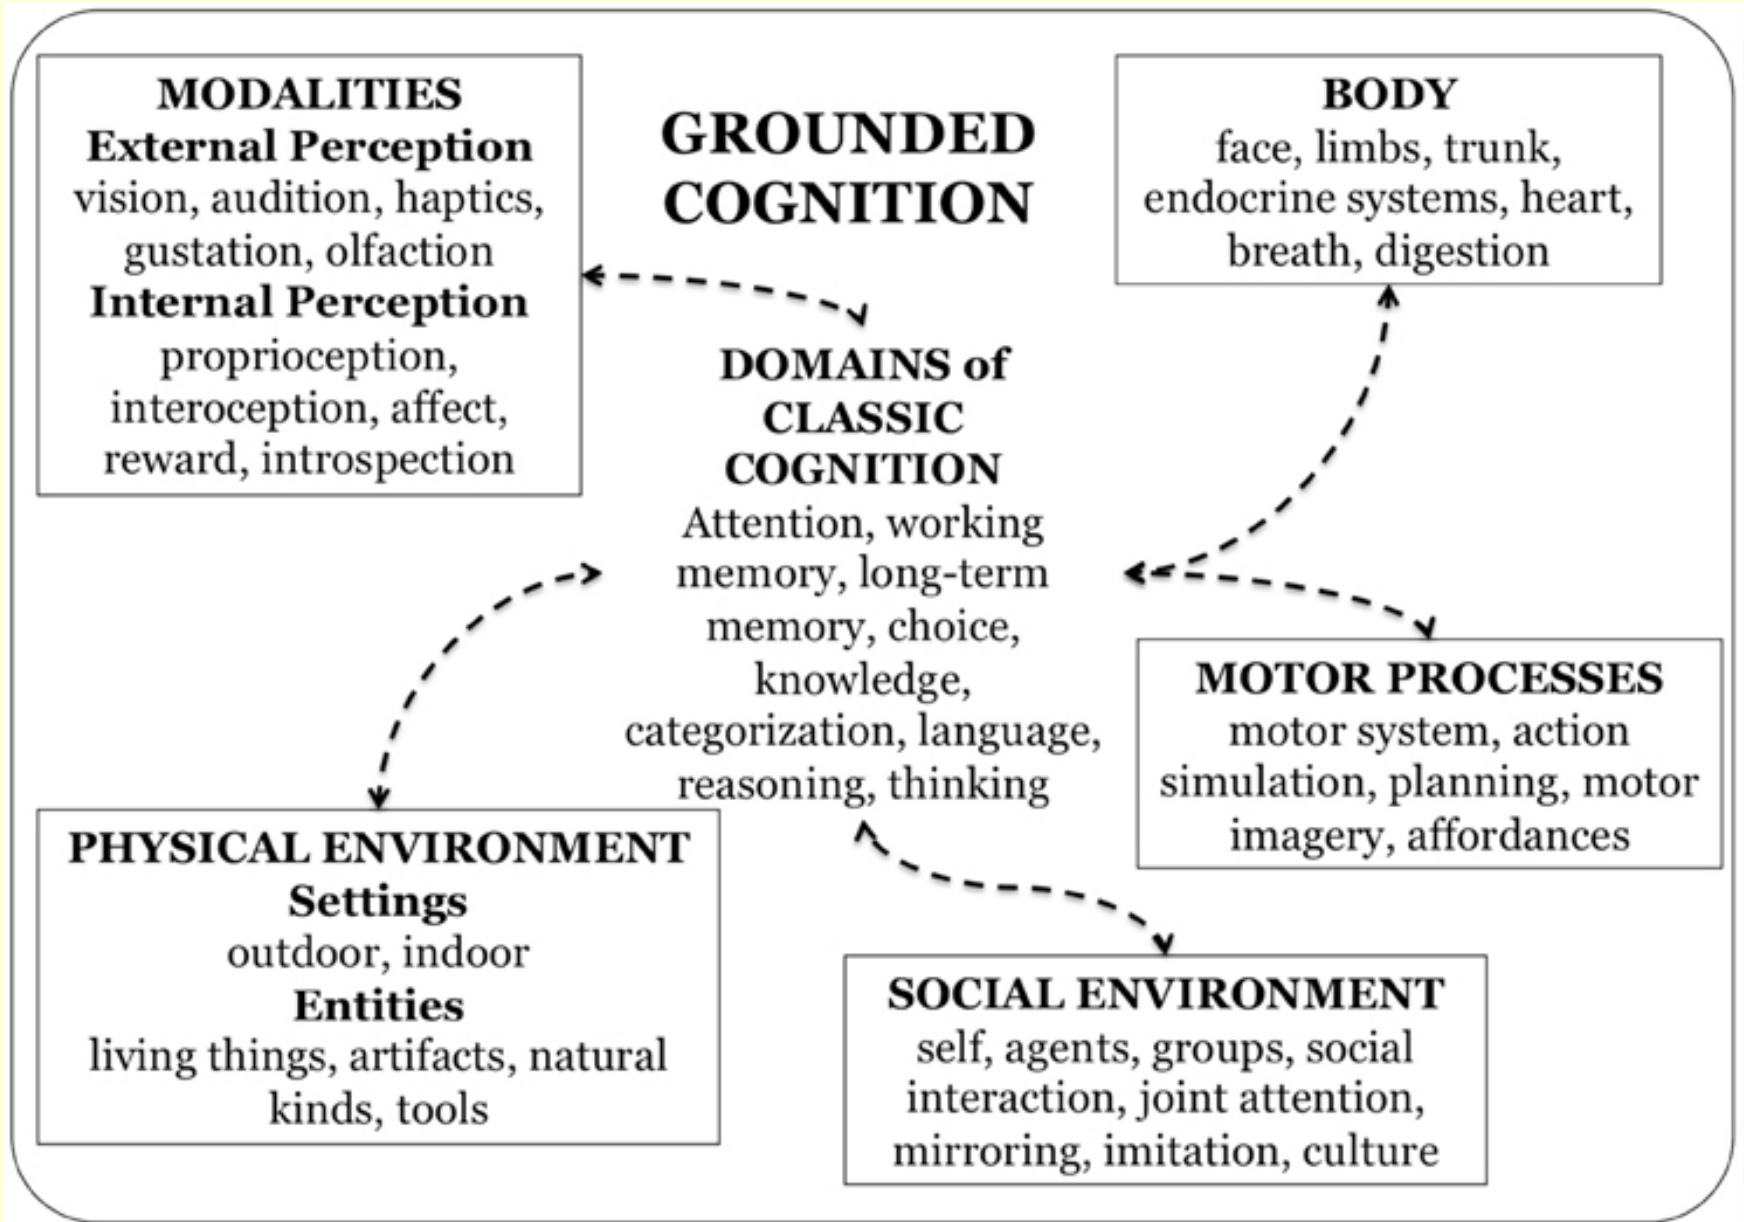 MODALITIES
External Perception
vision, audition, haptics,
gustation, olfaction
Internal Perception
proprioception,
interoception, affect,
reward, introspection
GROUNDED
COGNITION
BODY
face, limbs, trunk,
endocrine systems, heart,
breath, digestion
DOMAINS of
CLASSIC
COGNITION
Attention, working
memory, long-term
memory, choice,
knowledge,
categorization, language,
reasoning, thinking
MOTOR PROCESSES
motor system, action
simulation, planning, motor
imagery, affordances
PHYSICAL ENVIRONMENT
Settings
outdoor, indoor
Entities
living things, artifacts, natural
kinds, tools
SOCIAL ENVIRONMENT
self, agents, groups, social
interaction, joint attention,
mirroring, imitation, culture